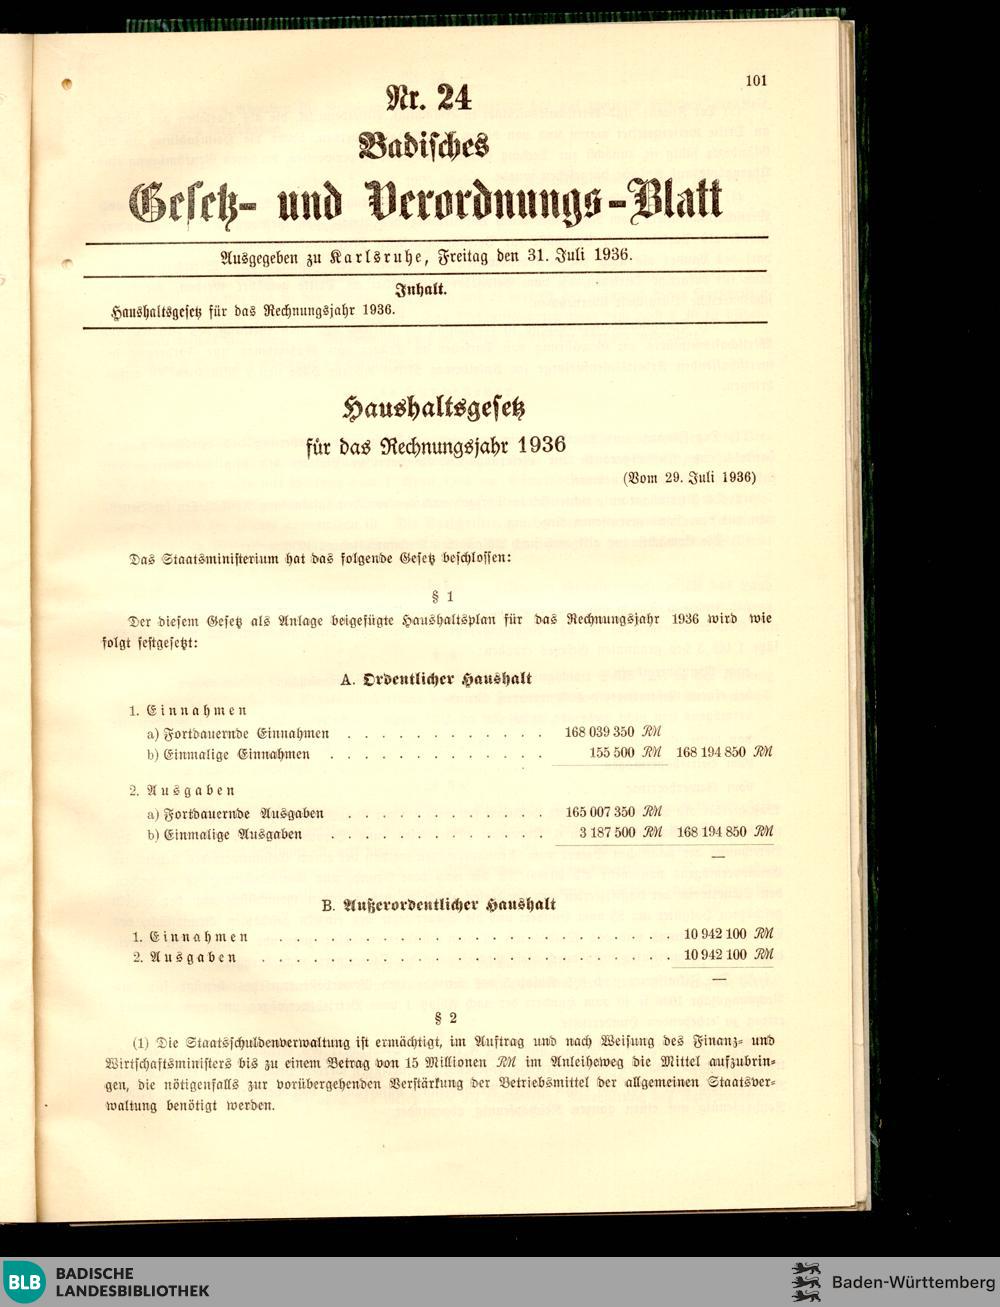 101
Nr. 24
Badisches
Gesetz- und Verordnungs-Blatt
Ausgegeben zu Karlsruhe, Freitag den 31. Juli 1936.
Inhalt.
Haushaltsgesetz für das Rechnungsjahr 1936.
Haushaltsgesetz
für das Rechnungsjahr 1936
(Vom 29. Juli 1936)
Das Staatsministerium hat das folgende Gesetz beschlossen:
§ 1
Der diesem Gesetz als Anlage beigefügte Haushaltsplan für das Rechnungsjahr 1936 wird wie
folgt festgesetzt:
A. Ordentlicher Haushalt
1. Einnahmen
a) Fortdauernde Einnahmen . . . . . . . . . . . . 168 039 350 RM
b) Einmalige Einnahmen . . . . . . . . . . . . . 155 500 RM 168 194 850 RM
2. Ausgaben
a) Fortdauernde Ausgaben . . . . . . . . . . . . 165 007 350 RM
b) Einmalige Ausgaben . . . . . . . . . . . . . 3 187 500 RM 168 194 850 RM
—
B. Außerordentlicher Haushalt
1. Einnahmen . . . . . . . . . . . . . . . . . . . . . . . 10 942 100 RM
2. Ausgaben . . . . . . . . . . . . . . . . . . . . . . . . 10 942 100 RM
—
§ 2
(1) Die Staatsschuldenverwaltung ist ermächtigt, im Auftrag und nach Weisung des Finanz- und
Wirtschaftsministers bis zu einem Betrag von 15 Millionen RM im Anleiheweg die Mittel aufzubrin-
gen, die nötigenfalls zur vorübergehenden Verstärkung der Betriebsmittel der allgemeinen Staatsver-
waltung benötigt werden.
BLB BADISCHE
LANDESBIBLIOTHEK
Baden-Württemberg